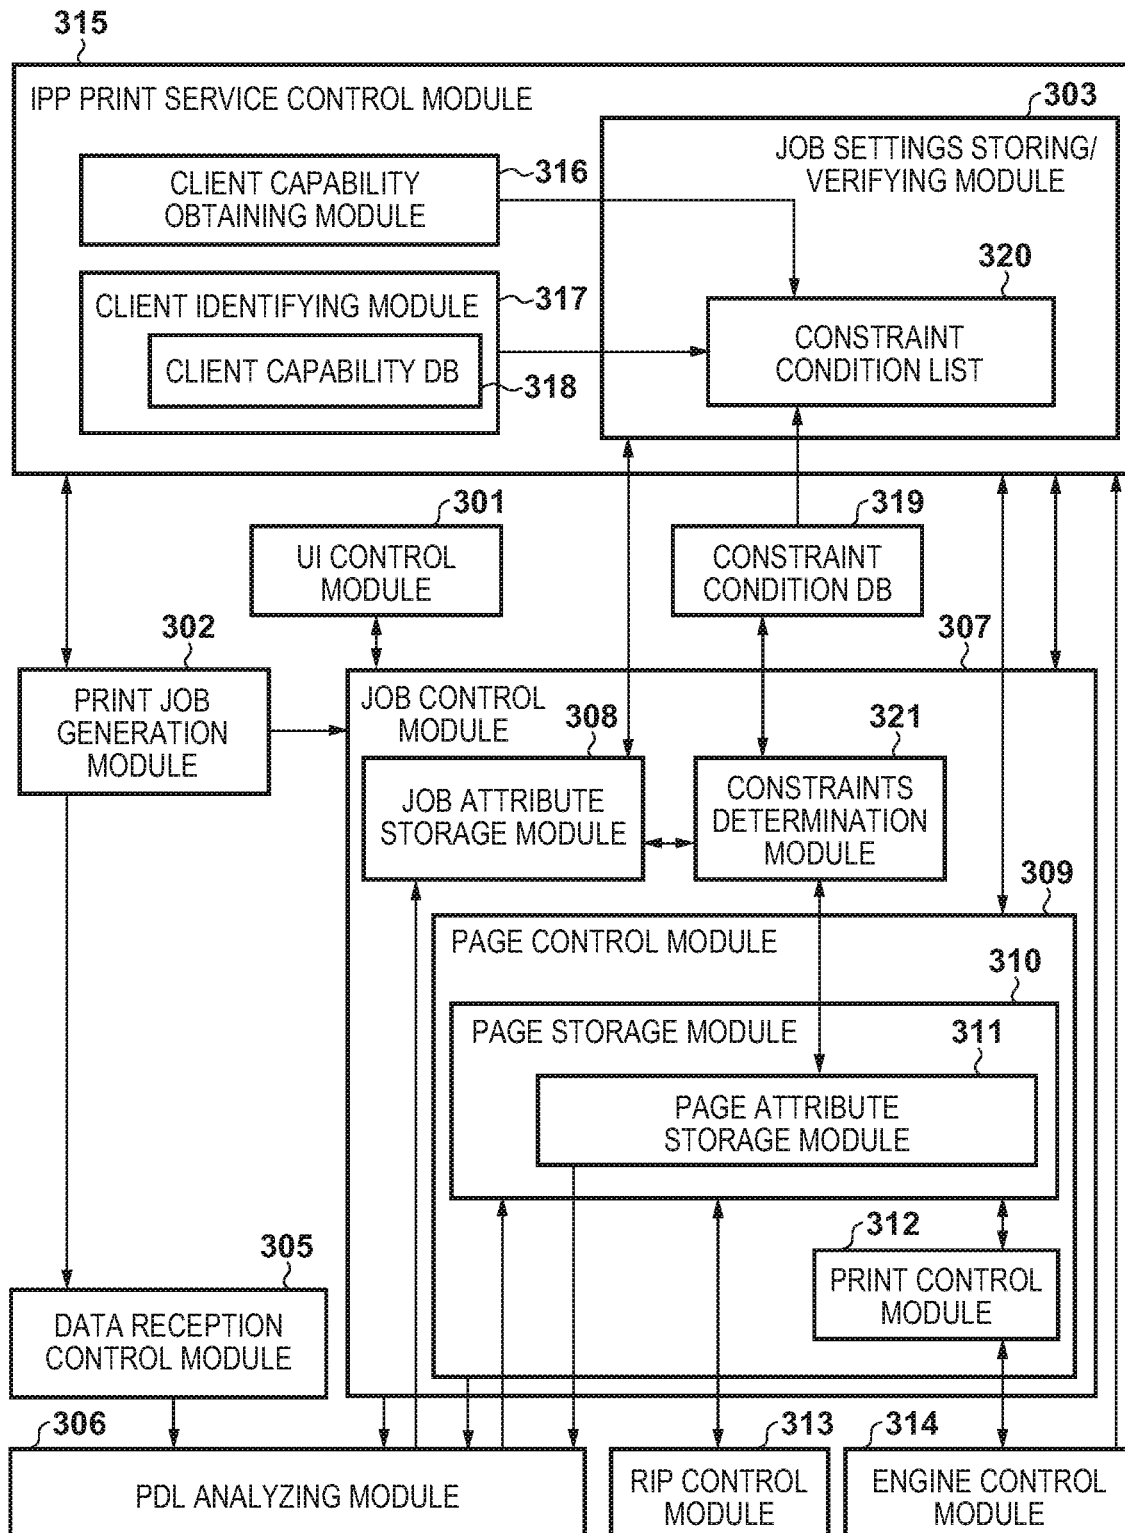 315
IPP PRINT SERVICE CONTROL MODULE
303
JOB SETTINGS STORING/
VERIFYING MODULE
CLIENT CAPABILITY
OBTAINING MODULE
316
320
CLIENT IDENTIFYING MODULE
317
CONSTRAINT
CONDITION LIST
CLIENT CAPABILITY DB
318
301
319
UI CONTROL
MODULE
CONSTRAINT
CONDITION DB
302
307
PRINT JOB
GENERATION
MODULE
JOB CONTROL
MODULE
308
321
JOB ATTRIBUTE
STORAGE MODULE
CONSTRAINTS
DETERMINATION
MODULE
309
PAGE CONTROL MODULE
310
PAGE STORAGE MODULE
311
PAGE ATTRIBUTE
STORAGE MODULE
312
305
PRINT CONTROL
MODULE
DATA RECEPTION
CONTROL MODULE
306
313
314
PDL ANALYZING MODULE
RIP CONTROL
MODULE
ENGINE CONTROL
MODULE